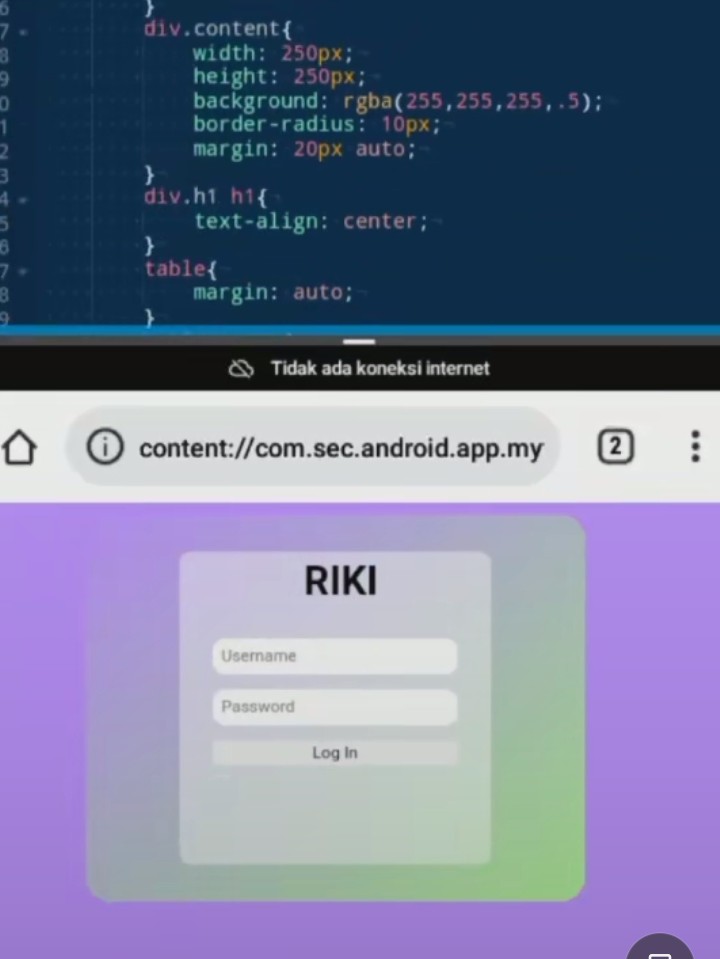 6 }
7 div.content{
8 width: 250px;
9 height: 250px;
0 background: rgba(255,255,255,.5);
1 border-radius: 10px;
2 margin: 20px auto;
3 }
4 div.h1 h1{
5 text-align: center;
6 }
7 table{
8 margin: auto;
9 }
Tidak ada koneksi internet
content://com.sec.android.app.my
2
RIKI
Username
Password
Log In